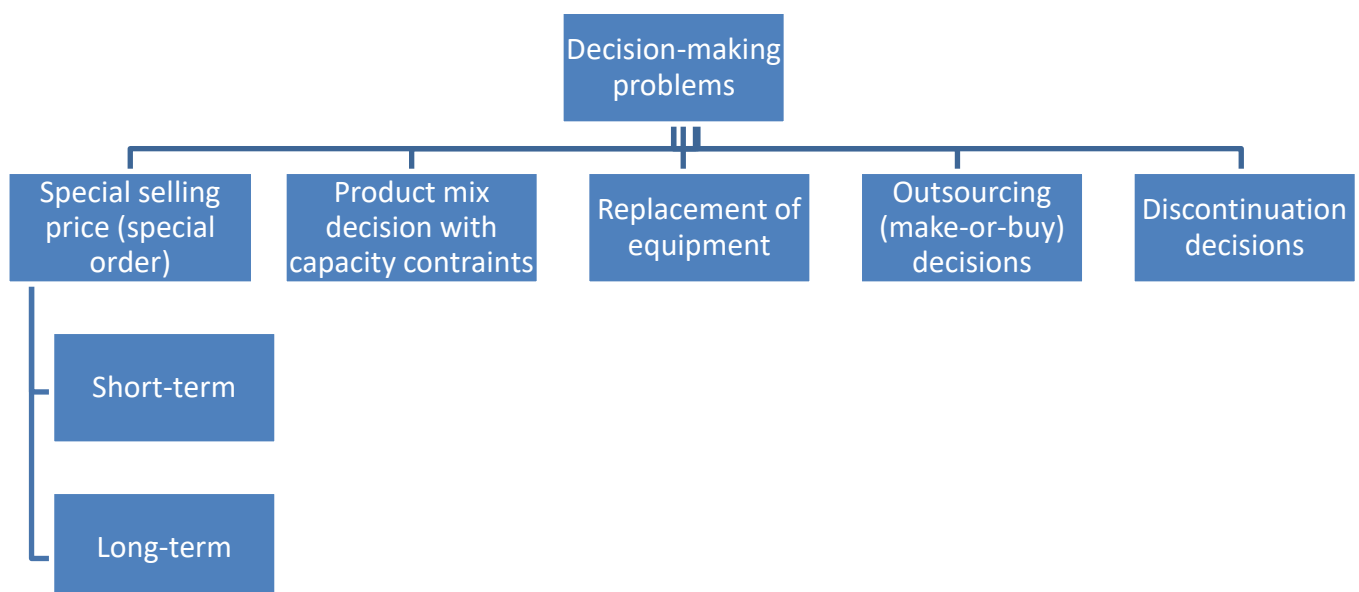 Decision-making
problems
Special selling
price (special
order)
Product mix
decision with
capacity contraints
Replacement of
equipment
Outsourcing
(make-or-buy)
decisions
Discontinuation
decisions
Short-term
Long-term